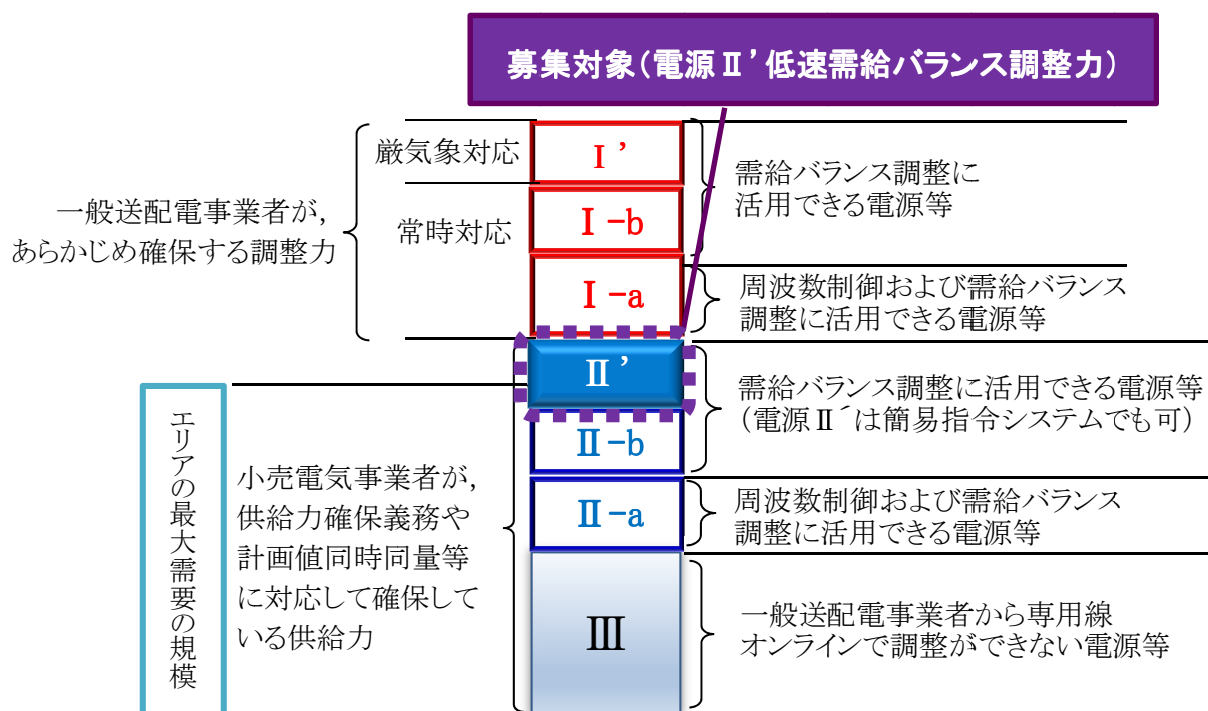 募集対象(電源Ⅱ’低速需給バランス調整力)
一般送配電事業者が,
あらかじめ確保する調整力
厳気象対応
常時対応
Ⅰ’
Ⅰ-b
Ⅰ-a
需給バランス調整に
活用できる電源等
周波数制御および需給バランス
調整に活用できる電源等
エリアの最大需要の規模
小売電気事業者が,
供給力確保義務や
計画値同時同量等
に対応して確保して
いる供給力
Ⅱ’
Ⅱ-b
Ⅱ-a
Ⅲ
需給バランス調整に活用できる電源等
(電源Ⅱ´は簡易指令システムでも可)
周波数制御および需給バランス
調整に活用できる電源等
一般送配電事業者から専用線
オンラインで調整ができない電源等